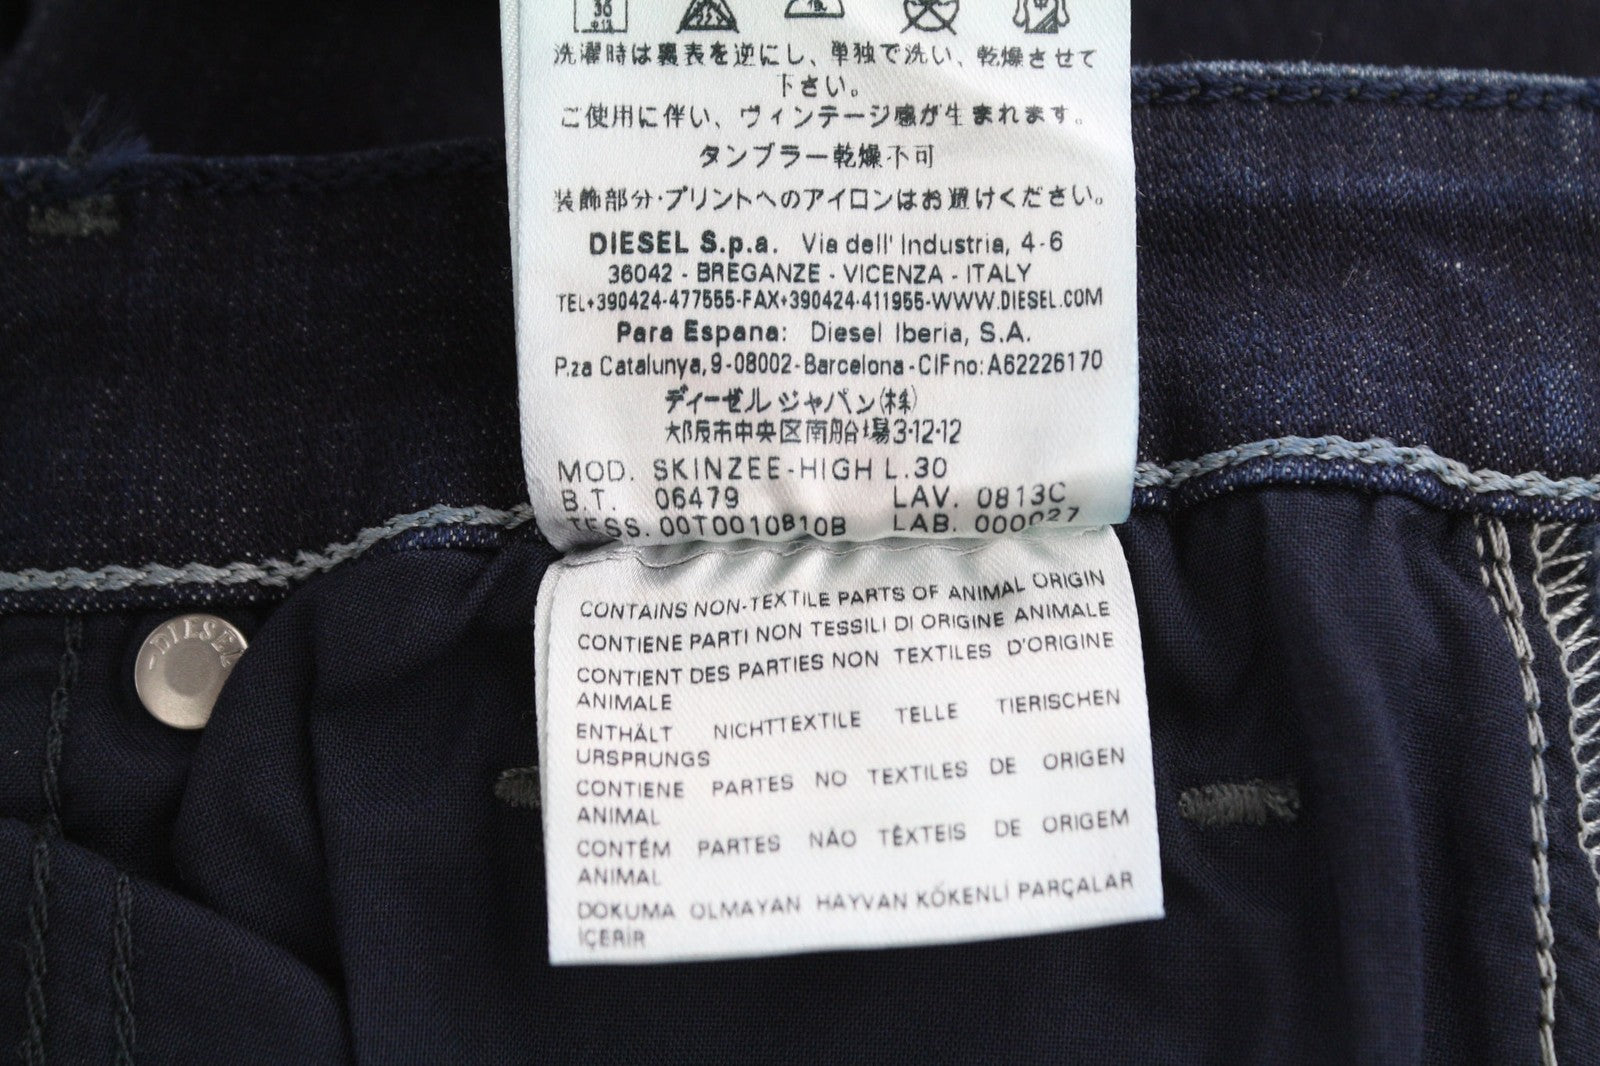 30
洗濯時は裏表を逆にし、単独で洗い、乾燥させて
下さい。
ご使用に伴い、ヴィンテージ感が生まれます。
タンブラー乾燥不可
装飾部分・プリントへのアイロンはお避けください。
DIESEL S.p.a. Via dell' Industria, 4-6
36042 - BREGANZE - VICENZA - ITALY
TEL+390424-477555-FAX+390424-411955-WWW.DIESEL.COM
Para Espana: Diesel Iberia, S.A.
P.za Catalunya, 9 - 08002 - Barcelona - CIF no: A62226170
ディーゼル ジャパン(株)
大阪市中央区南船場3-12-12
MOD. SKINZEE-HIGH L.30
B.T. 06479 LAV. 0813C
TESS. 00T0010810B LAB. 000027
CONTAINS NON-TEXTILE PARTS OF ANIMAL ORIGIN
CONTIENE PARTI NON TESSILI DI ORIGINE ANIMALE
CONTIENT DES PARTIES NON TEXTILES D'ORIGINE
ANIMALE
ENTHÄLT NICHTTEXTILE TELLE TIERISCHEN
URSPRUNGS
CONTIENE PARTES NO TEXTILES DE ORIGEN
ANIMAL
CONTÉM PARTES NÃO TÊXTEIS DE ORIGEM
ANIMAL
DOKUMA OLMAYAN HAYVAN KÖKENLİ PARÇALAR
İÇERİR
DIESEL